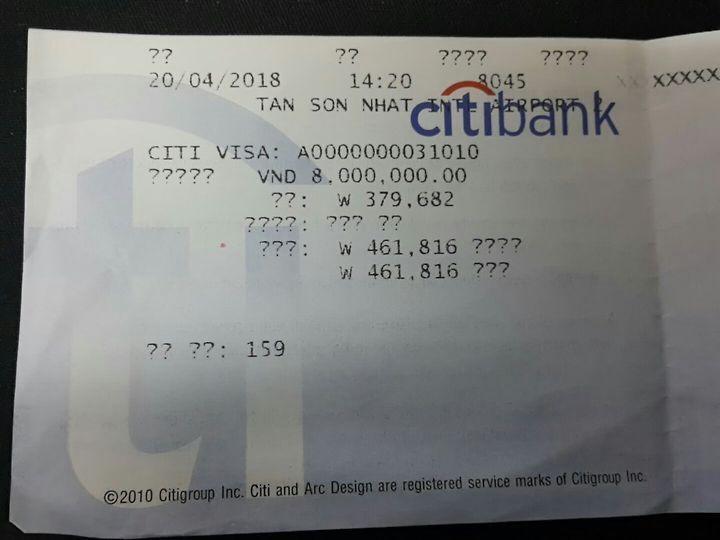 ?? ?? ???? ????
20/04/2018 14:20 8045 XXXXXXX
TAN SON NHAT INTL AIRPORT 2
citibank
CITI VISA: A0000000031010
????? VND 8,000,000.00
??: ₩ 379,682
????: ??? ??
???: ₩ 461,816 ????
₩ 461,816 ???
?? ??: 159
©2010 Citigroup Inc. Citi and Arc Design are registered service marks of Citigroup Inc.